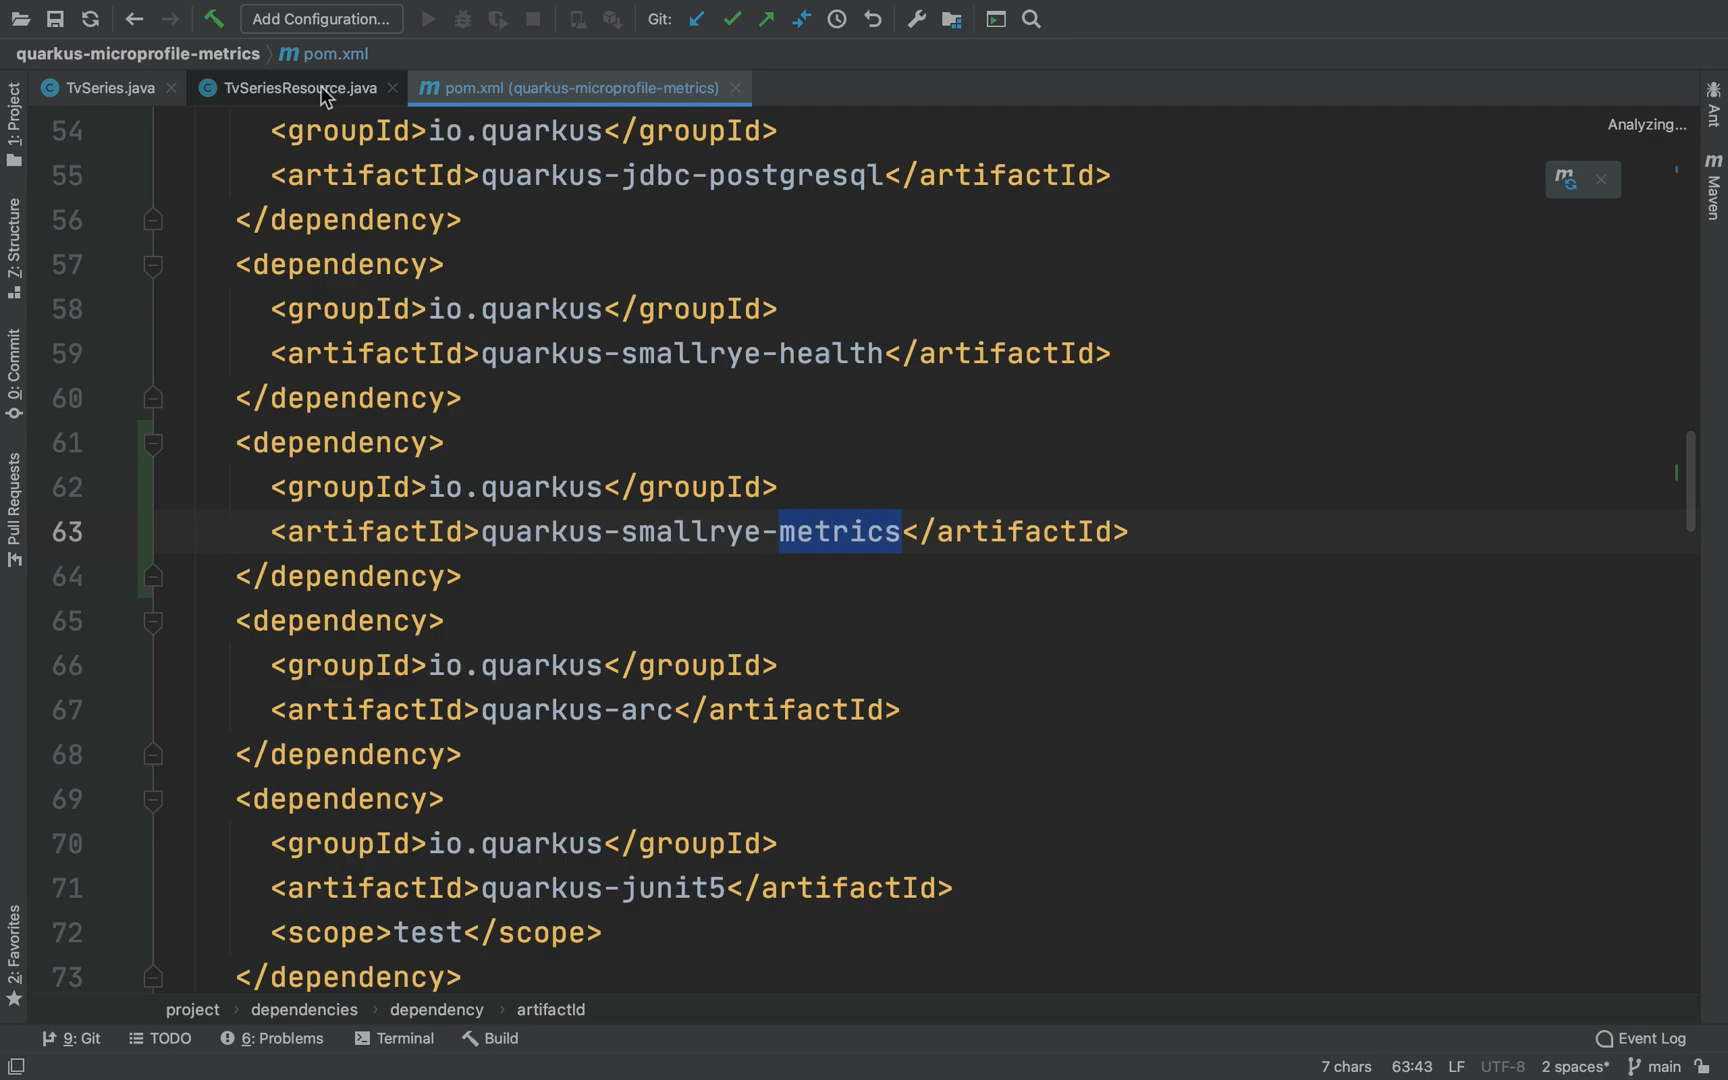 Add Configuration...
Git:
quarkus-microprofile-metrics
pom.xml
TvSeries.java
TvSeriesResource.java
pom.xml (quarkus-microprofile-metrics)
Analyzing...
54 <groupId>io.quarkus</groupId>
55 <artifactId>quarkus-jdbc-postgresql</artifactId>
56 </dependency>
57 <dependency>
58 <groupId>io.quarkus</groupId>
59 <artifactId>quarkus-smallrye-health</artifactId>
60 </dependency>
61 <dependency>
62 <groupId>io.quarkus</groupId>
63 <artifactId>quarkus-smallrye-metrics</artifactId>
64 </dependency>
65 <dependency>
66 <groupId>io.quarkus</groupId>
67 <artifactId>quarkus-arc</artifactId>
68 </dependency>
69 <dependency>
70 <groupId>io.quarkus</groupId>
71 <artifactId>quarkus-junit5</artifactId>
72 <scope>test</scope>
73 </dependency>
1: Project
7: Structure
0: Commit
Pull Requests
2: Favorites
Ant
Maven
project
dependencies
dependency
artifactId
9: Git
TODO
6: Problems
Terminal
Build
Event Log
7 chars
63:43
LF
UTF-8
2 spaces*
main